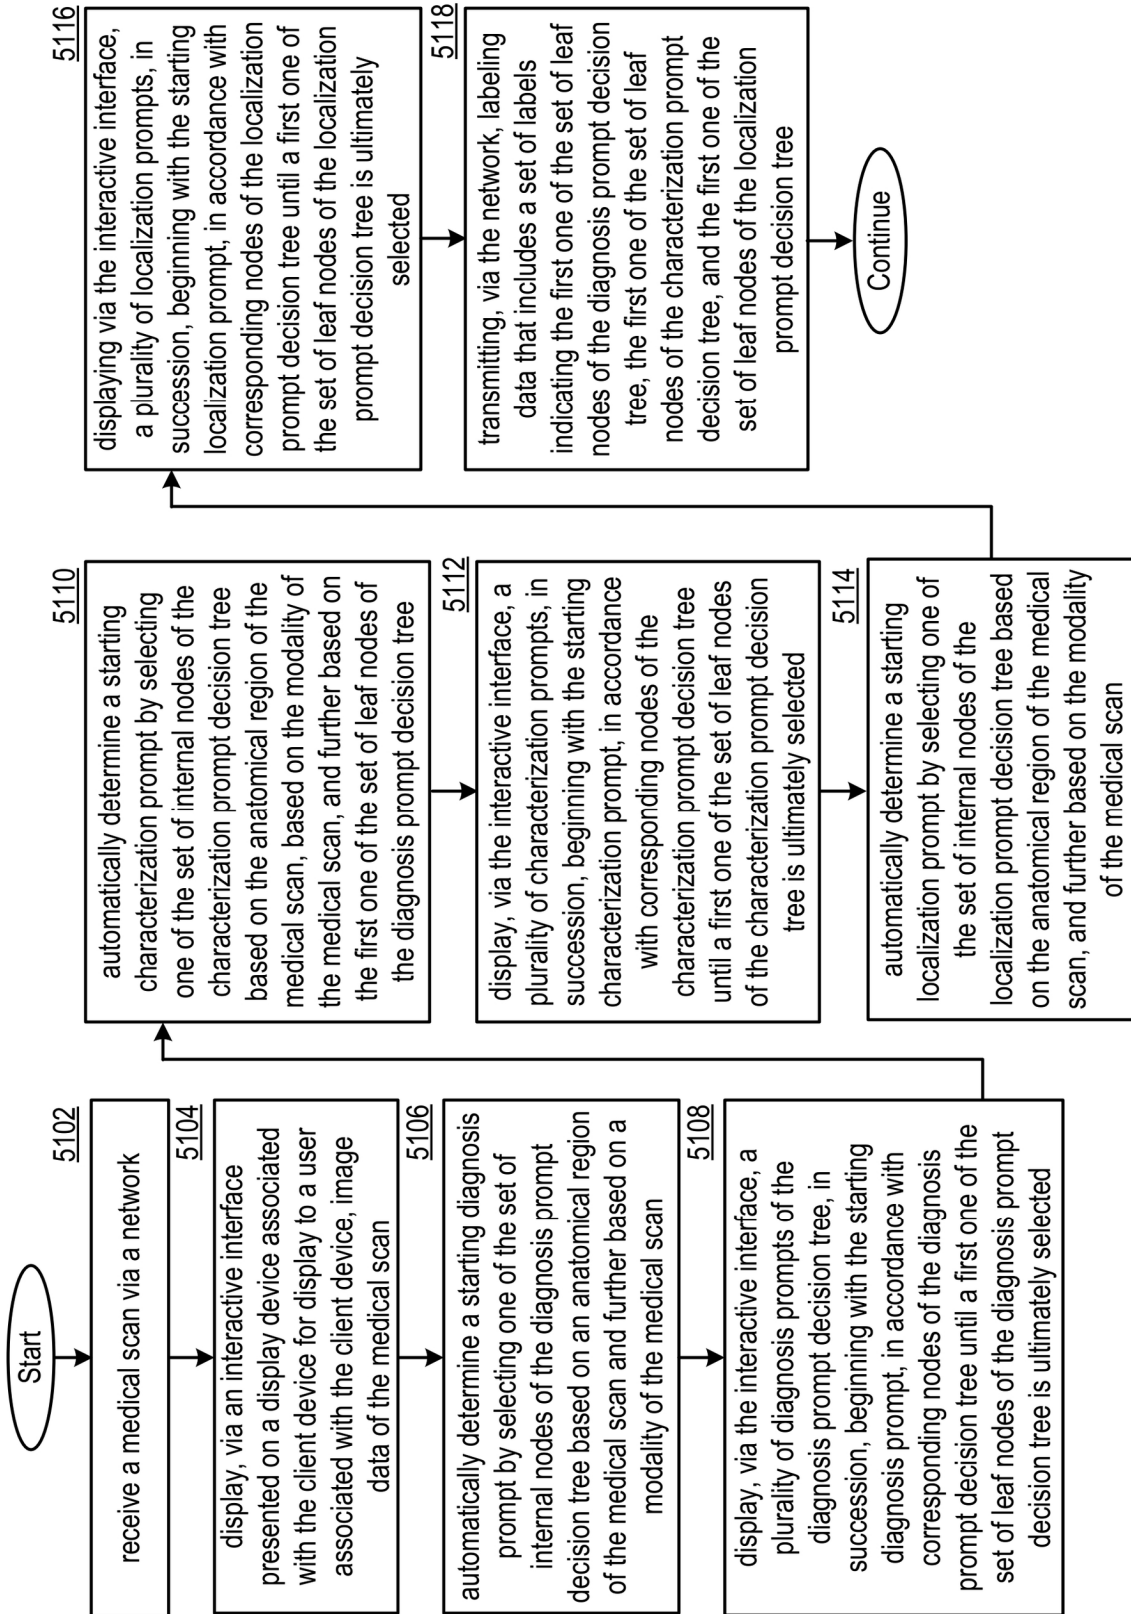 Start
5102
receive a medical scan via a network
5104
display, via an interactive interface
presented on a display device associated
with the client device for display to a user
associated with the client device, image
data of the medical scan
5106
automatically determine a starting diagnosis
prompt by selecting one of the set of
internal nodes of the diagnosis prompt
decision tree based on an anatomical region
of the medical scan and further based on a
modality of the medical scan
5108
display, via the interactive interface, a
plurality of diagnosis prompts of the
diagnosis prompt decision tree, in
succession, beginning with the starting
diagnosis prompt, in accordance with
corresponding nodes of the diagnosis
prompt decision tree until a first one of the
set of leaf nodes of the diagnosis prompt
decision tree is ultimately selected
5110
automatically determine a starting
characterization prompt by selecting
one of the set of internal nodes of the
characterization prompt decision tree
based on the anatomical region of the
medical scan, based on the modality of
the medical scan, and further based on
the first one of the set of leaf nodes of
the diagnosis prompt decision tree
5112
display, via the interactive interface, a
plurality of characterization prompts, in
succession, beginning with the starting
characterization prompt, in accordance
with corresponding nodes of the
characterization prompt decision tree
until a first one of the set of leaf nodes
of the characterization prompt decision
tree is ultimately selected
5114
automatically determine a starting
localization prompt by selecting one of
the set of internal nodes of the
localization prompt decision tree based
on the anatomical region of the medical
scan, and further based on the modality
of the medical scan
5116
displaying via the interactive interface,
a plurality of localization prompts, in
succession, beginning with the starting
localization prompt, in accordance with
corresponding nodes of the localization
prompt decision tree until a first one of
the set of leaf nodes of the localization
prompt decision tree is ultimately
selected
5118
transmitting, via the network, labeling
data that includes a set of labels
indicating the first one of the set of leaf
nodes of the diagnosis prompt decision
tree, the first one of the set of leaf
nodes of the characterization prompt
decision tree, and the first one of the
set of leaf nodes of the localization
prompt decision tree
Continue